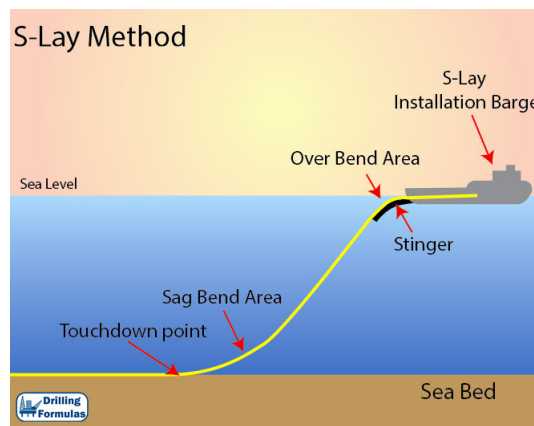 S-Lay Method
S-Lay
Installation Barge
Over Bend Area
Sea Level
Stinger
Sag Bend Area
Touchdown point
Sea Bed
Drilling
Formulas